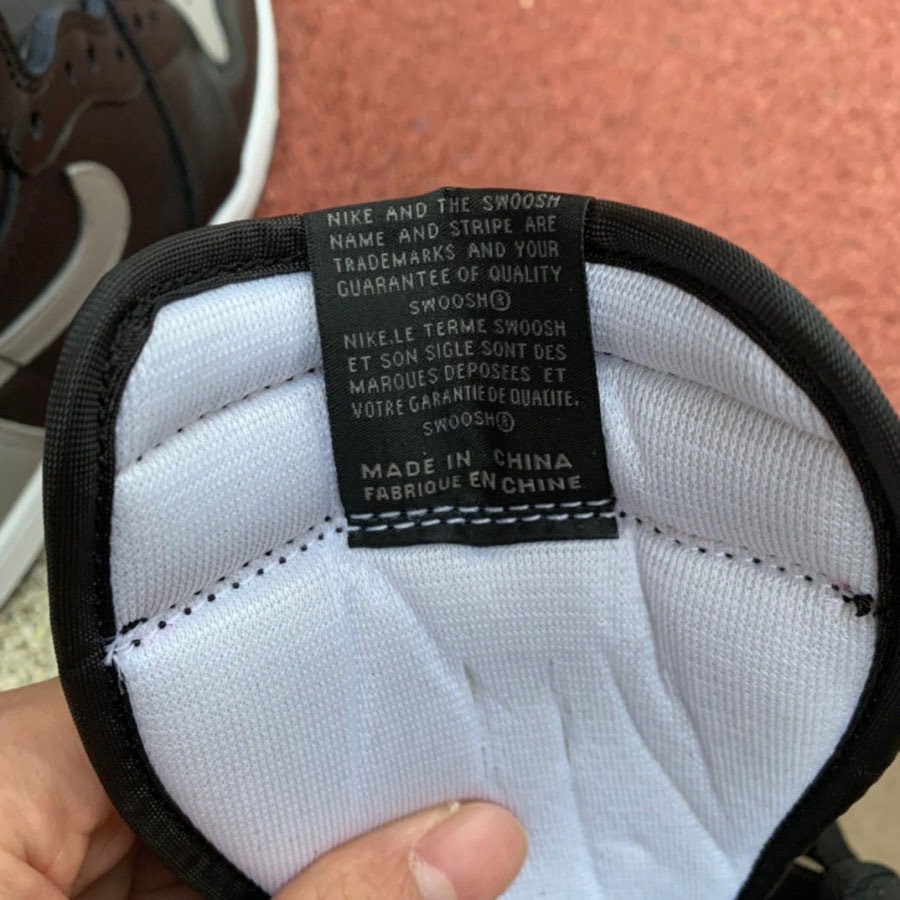 NIKE AND THE SWOOSH
NAME AND STRIPE ARE
TRADEMARKS AND YOUR
GUARANTEE OF QUALITY
SWOOSH®
NIKE.LE TERME SWOOSH
ET SON SIGLE SONT DES
MARQUES DEPOSEES ET
VOTRE GARANTIE DE QUALITE.
SWOOSH®
MADE IN CHINA
FABRIQUE EN CHINE